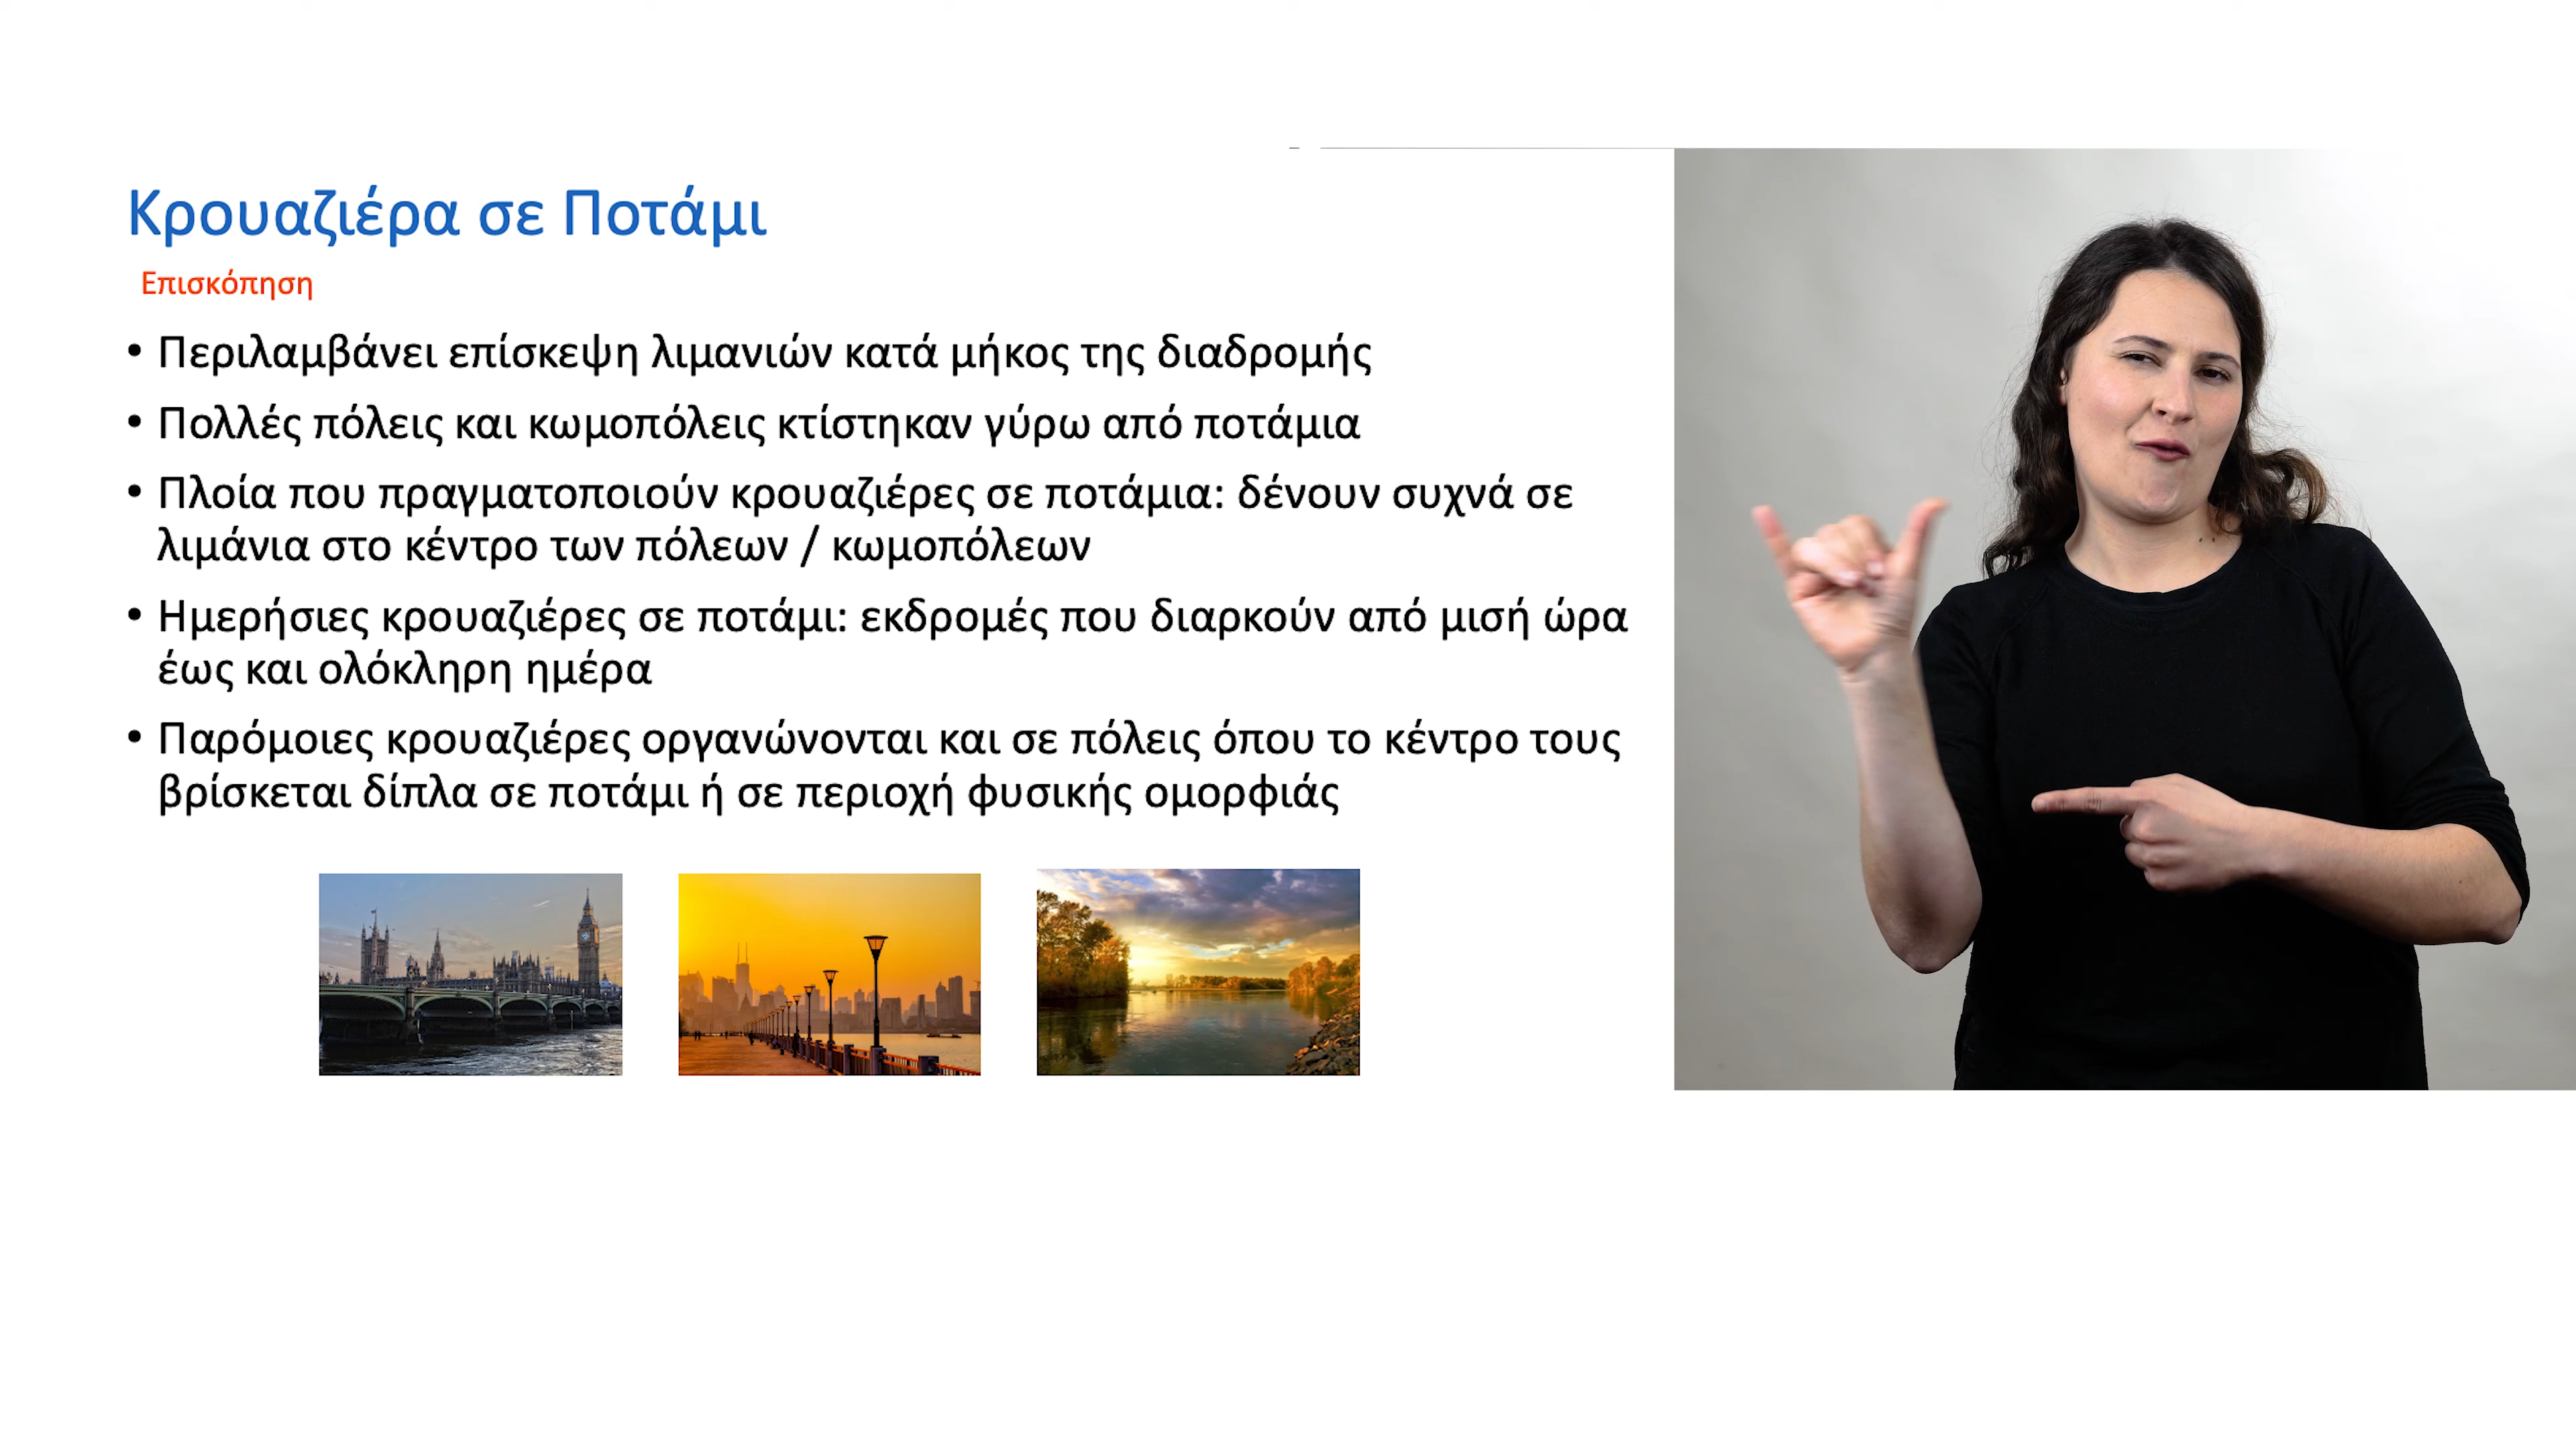 Κρουαζιέρα σε Ποτάμι
Επισκόπηση
• Περιλαμβάνει επίσκεψη λιμανιών κατά μήκος της διαδρομής
• Πολλές πόλεις και κωμοπόλεις κτίστηκαν γύρω από ποτάμια
• Πλοία που πραγματοποιούν κρουαζιέρες σε ποτάμια: δένουν συχνά σε
λιμάνια στο κέντρο των πόλεων / κωμοπόλεων
• Ημερήσιες κρουαζιέρες σε ποτάμι: εκδρομές που διαρκούν από μισή ώρα
έως και ολόκληρη ημέρα
• Παρόμοιες κρουαζιέρες οργανώνονται και σε πόλεις όπου το κέντρο τους
βρίσκεται δίπλα σε ποτάμι ή σε περιοχή φυσικής ομορφιάς